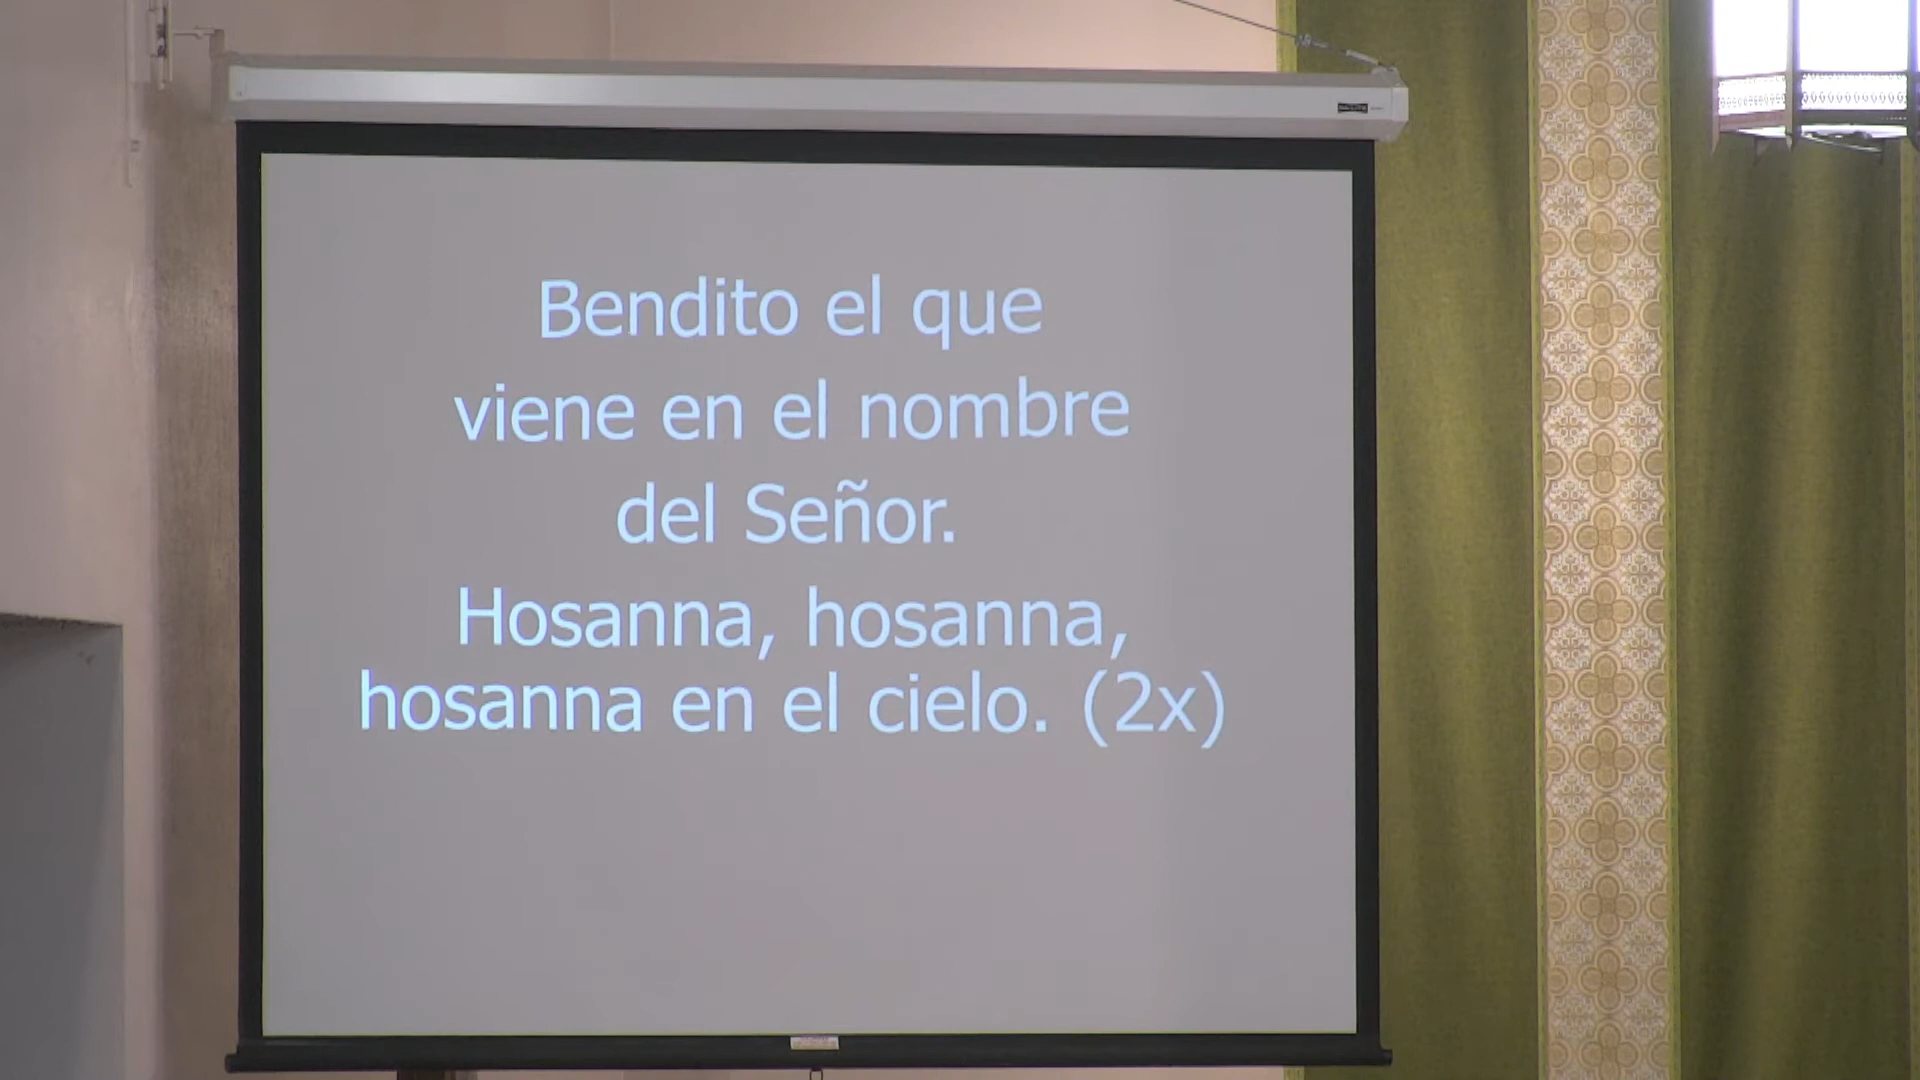 Bendito el que
viene en el nombre
del Señor.
Hosanna, hosanna,
hosanna en el cielo. (2x)